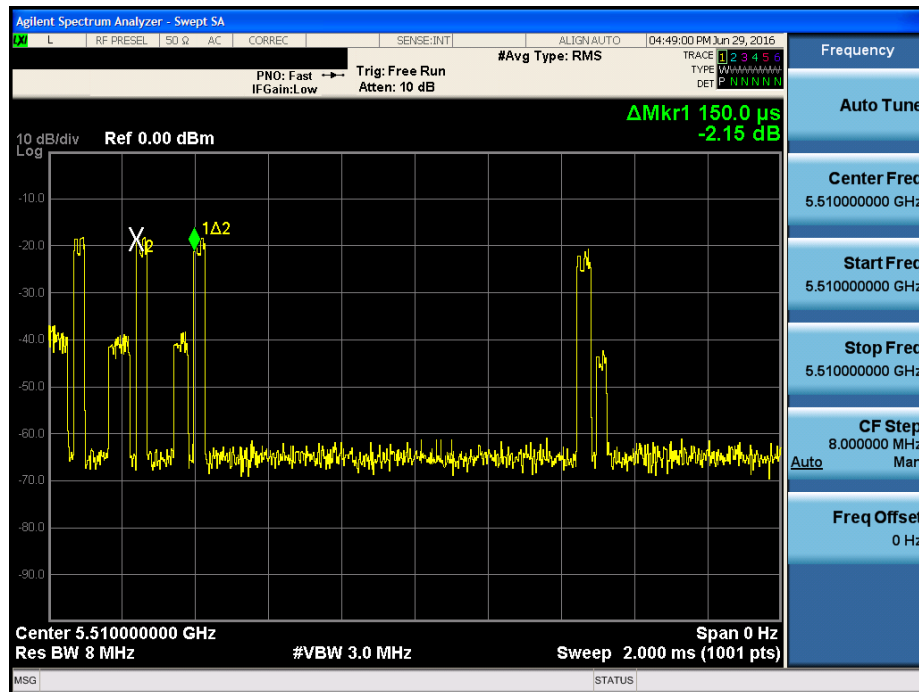 Agilent Spectrum Analyzer - Swept SA
LXI L RF PRESEL 50 Ω AC CORREC SENSE:INT ALIGN AUTO 04:49:00 PM Jun 29, 2016
#Avg Type: RMS
TRACE 1 2 3 4 5 6
PNO: Fast Trig: Free Run
TYPE W W W W W W
IFGain:Low Atten: 10 dB
DET P N N N N N
ΔMkr1 150.0 µs
-2.15 dB
10 dB/div Ref 0.00 dBm
Log
-10.0
-20.0
-30.0
-40.0
-50.0
-60.0
-70.0
-80.0
-90.0
X2
1Δ2
Center 5.510000000 GHz Span 0 Hz
Res BW 8 MHz #VBW 3.0 MHz Sweep 2.000 ms (1001 pts)
MSG STATUS
Frequency
Auto Tune
Center Freq
5.510000000 GHz
Start Freq
5.510000000 GHz
Stop Freq
5.510000000 GHz
CF Step
8.000000 MHz
Auto Man
Freq Offset
0 Hz